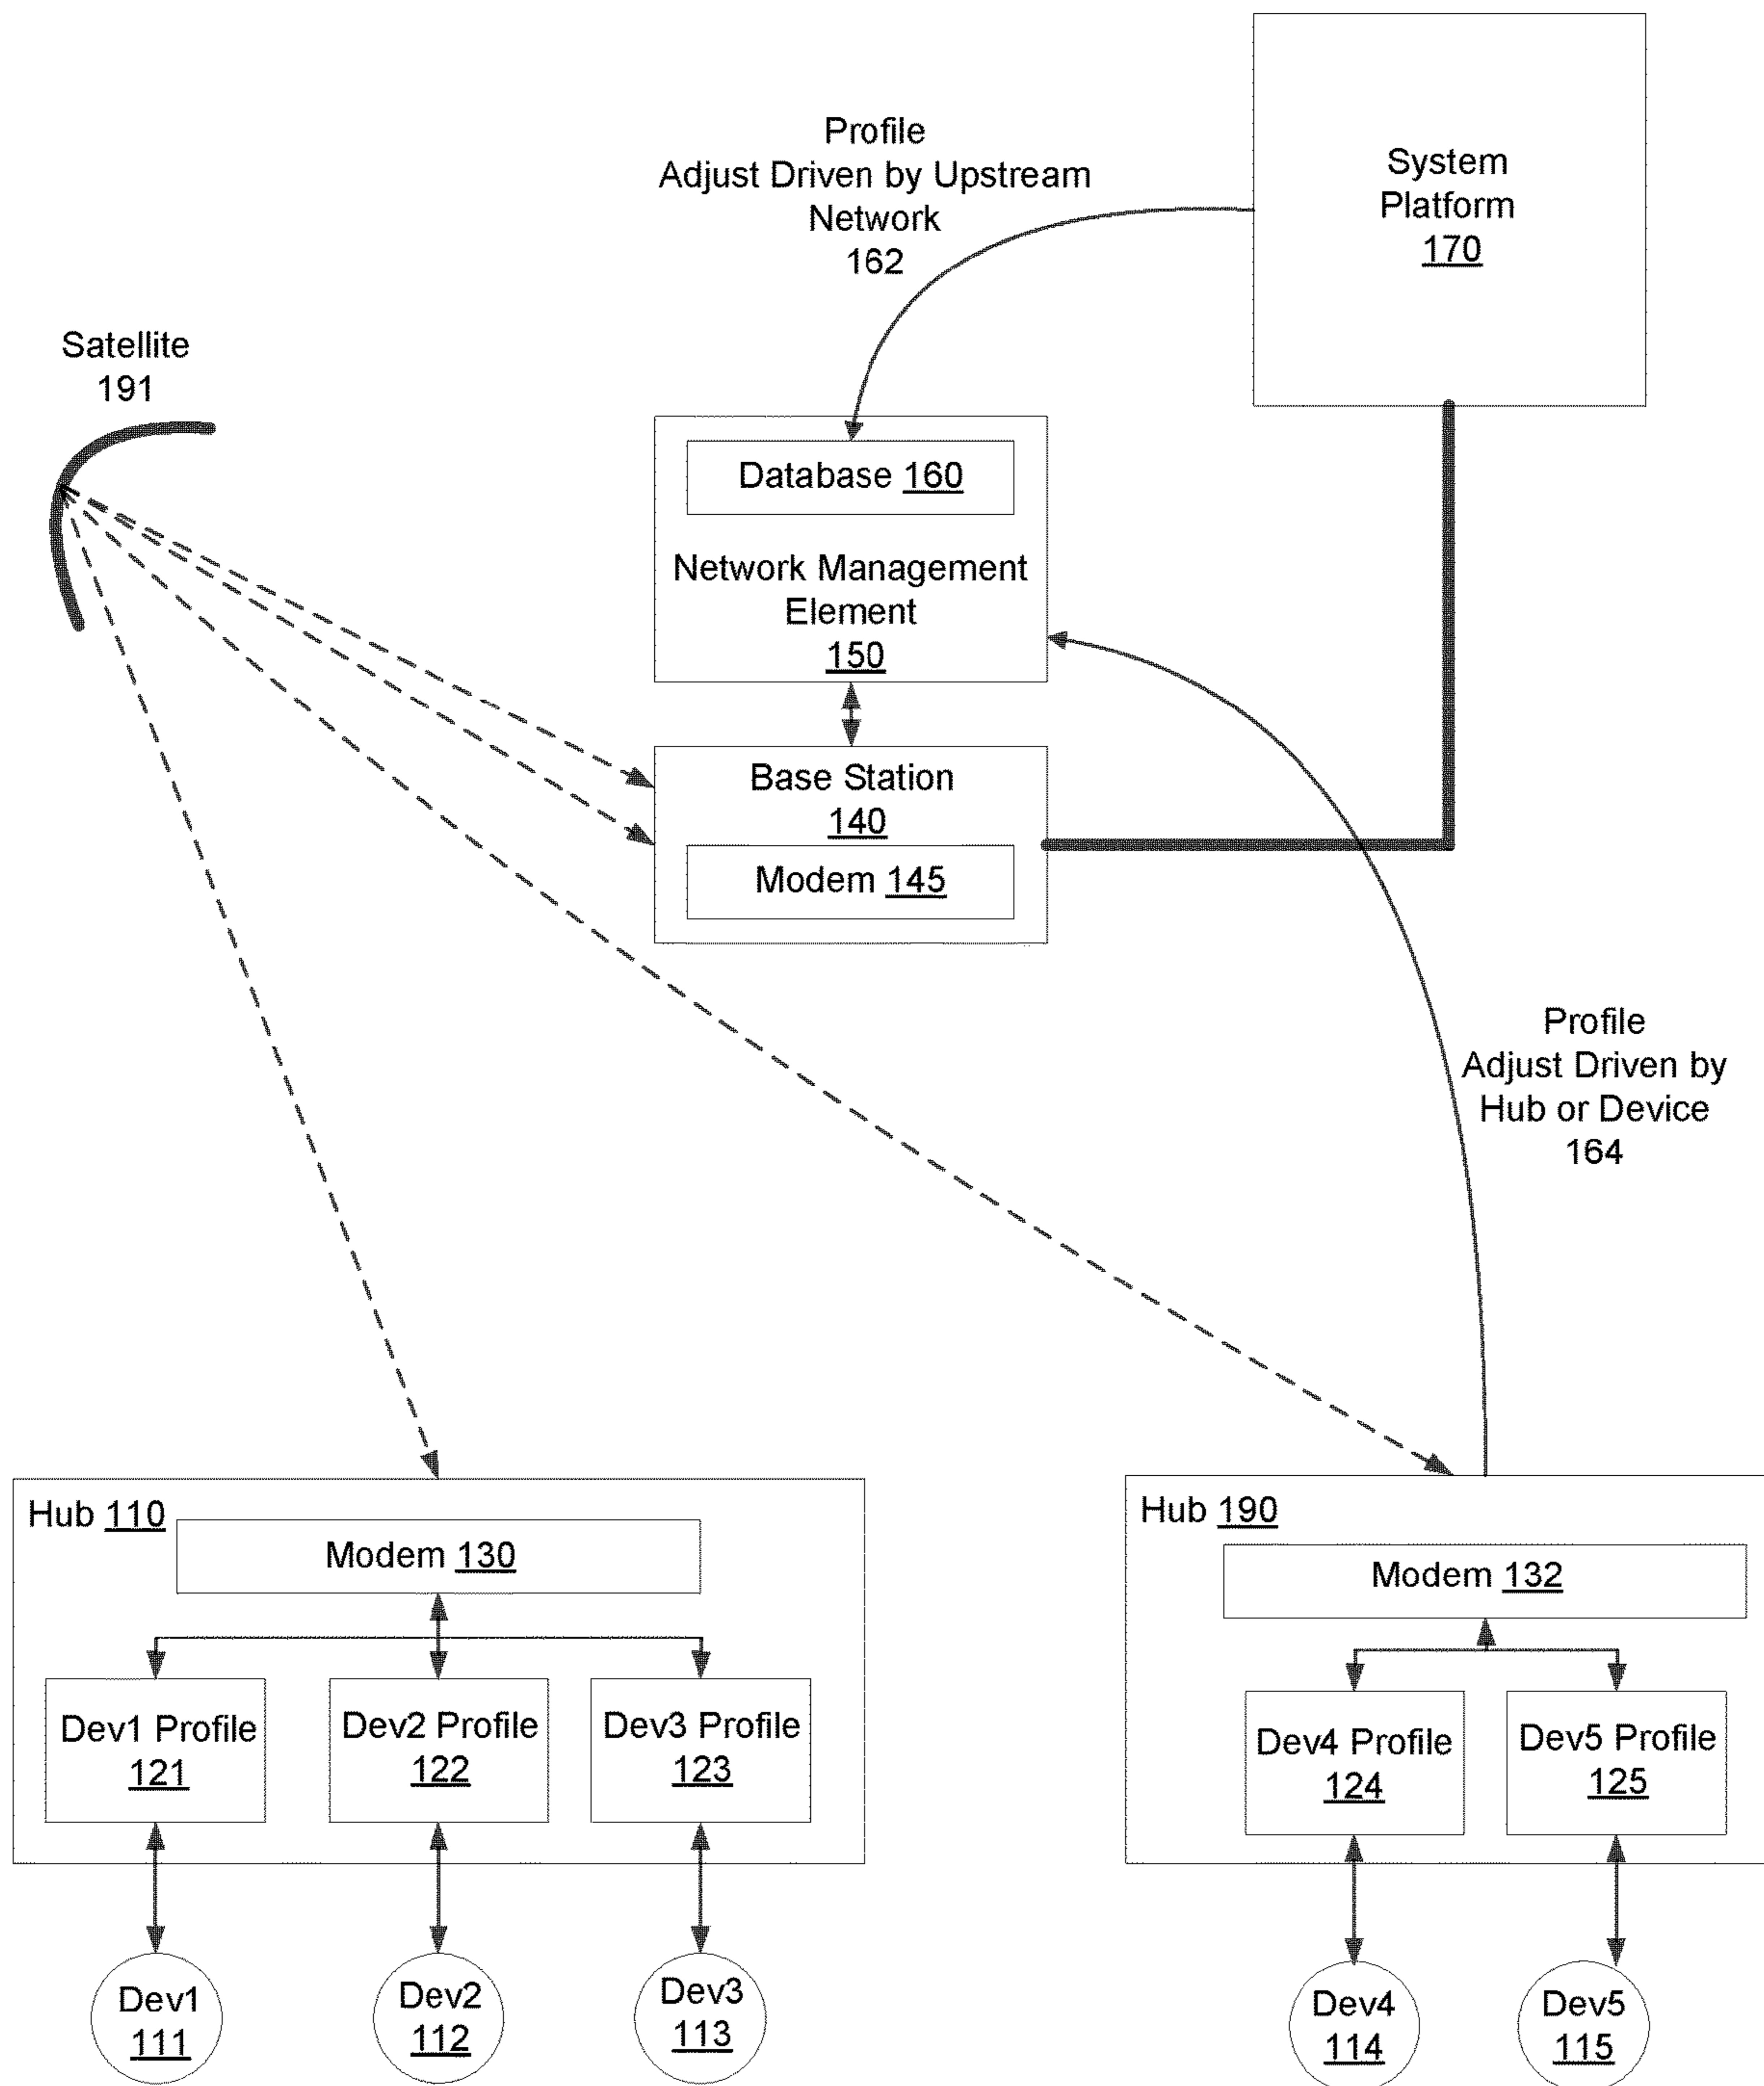 System
Platform
170
Profile
Adjust Driven by Upstream
Network
162
Satellite
191
Database 160
Network Management
Element
150
Base Station
140
Modem 145
Profile
Adjust Driven by
Hub or Device
164
Hub 110
Modem 130
Dev1 Profile
121
Dev2 Profile
122
Dev3 Profile
123
Dev1
111
Dev2
112
Dev3
113
Hub 190
Modem 132
Dev4 Profile
124
Dev5 Profile
125
Dev4
114
Dev5
115